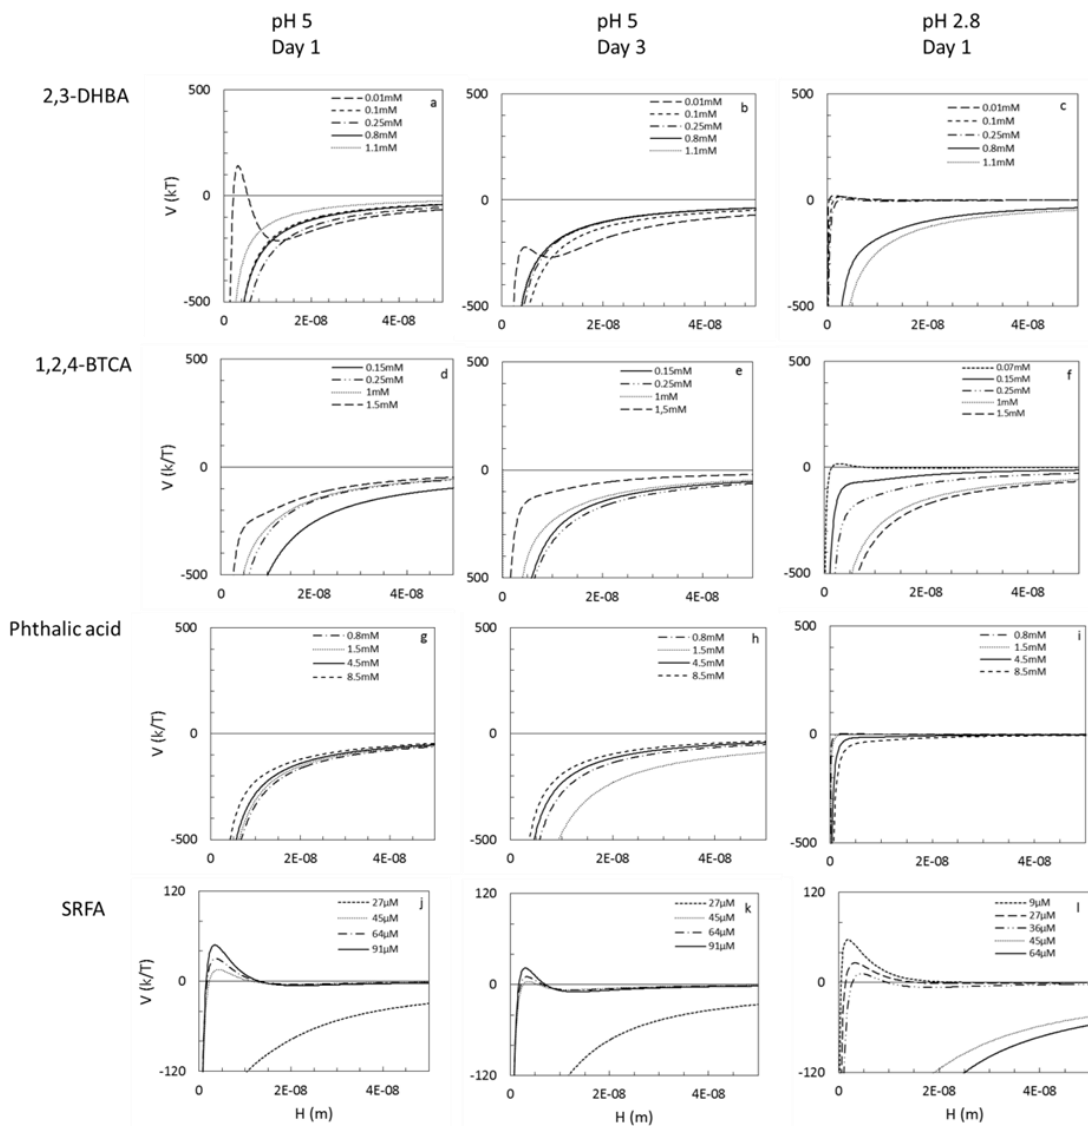 pH 5
Day 1
pH 5
Day 3
pH 2.8
Day 1
2,3-DHBA
V (kT)
500
0
-500
0
2E-08
4E-08
a
0.01mM
0.1mM
0.25mM
0.8mM
1.1mM
500
0
-500
0
2E-08
4E-08
b
0.01mM
0.1mM
0.25mM
0.8mM
1.1mM
500
0
-500
0
2E-08
4E-08
c
0.01mM
0.1mM
0.25mM
0.8mM
1.1mM
1,2,4-BTCA
V (k/T)
500
0
-500
0
2E-08
4E-08
d
0.15mM
0.25mM
1mM
1.5mM
500
0
500
0
2E-08
4E-08
e
0.15mM
0.25mM
1mM
1,5mM
500
0
-500
0
2E-08
4E-08
f
0.07mM
0.15mM
0.25mM
1mM
1.5mM
Phthalic acid
V (k/T)
500
0
-500
0
2E-08
4E-08
g
0.8mM
1.5mM
4.5mM
8.5mM
500
0
-500
0
2E-08
4E-08
h
0.8mM
1.5mM
4.5mM
8.5mM
500
0
-500
0
2E-08
4E-08
i
0.8mM
1.5mM
4.5mM
8.5mM
SRFA
V (k/T)
120
0
-120
0
2E-08
4E-08
H (m)
j
27µM
45µM
64µM
91µM
120
0
-120
0
2E-08
4E-08
H (m)
k
27µM
45µM
64µM
91µM
V (k/T)
120
0
-120
0
2E-08
4E-08
H (m)
l
9µM
27µM
36µM
45µM
64µM